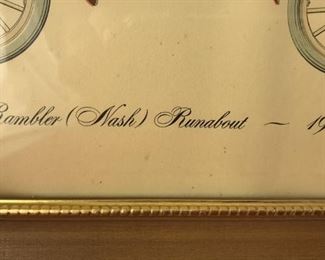 Rambler (Nash) Runabout ~ 19